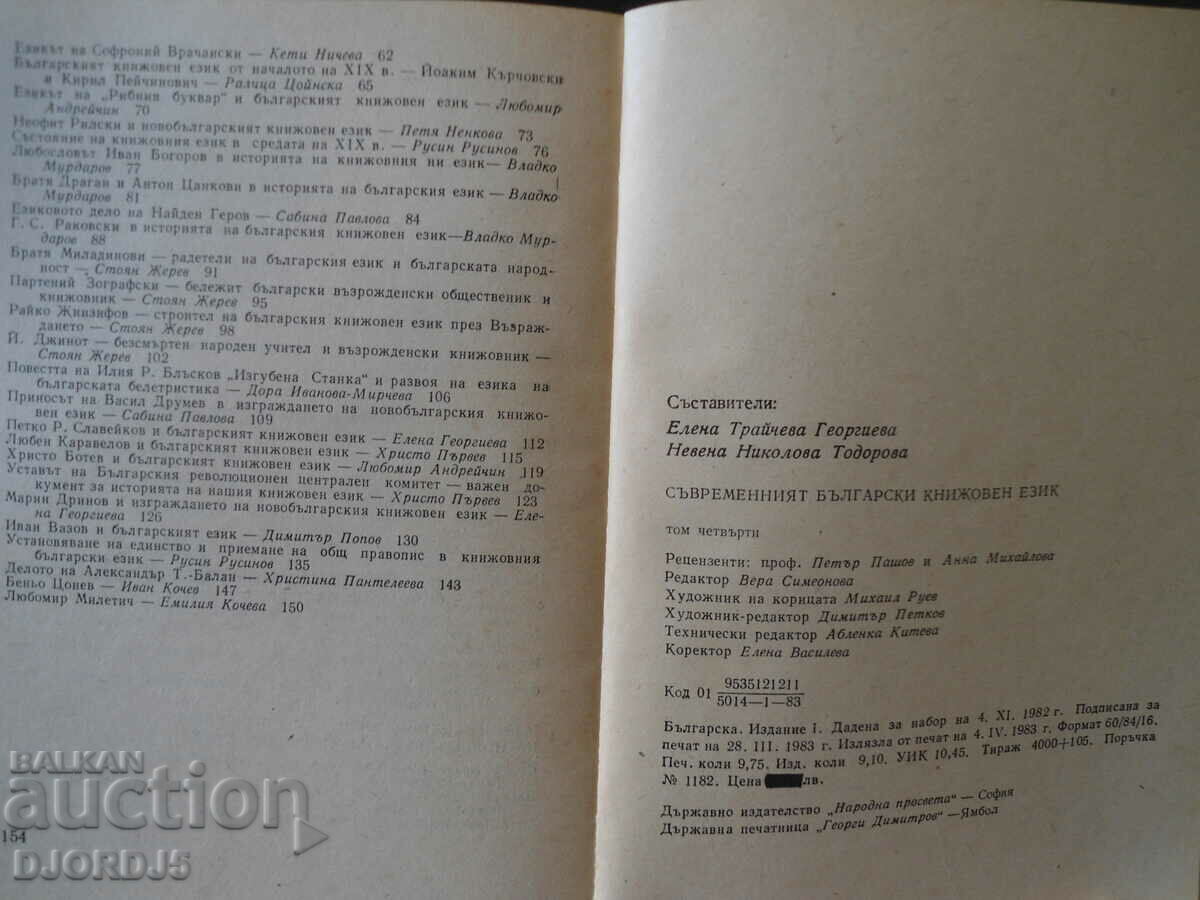 Езикът на Софроний Врачански — Кети Ничева 62
Българският книжовен език от началото на XIX в. — Йоаким Кърчовски
и Кирил Пейчинович — Ралица Цойнска 65
Езикът на „Рибния буквар“ и българският книжовен език — Любомир
Андрейчин 70
Неофит Рилски и новобългарският книжовен език — Петя Ненкова 73
Състояние на книжовния език в средата на XIX в. — Русин Русинов 76
Любословът Иван Богоров в историята на книжовния ни език — Владко
Мурдаров 77
Братя Драган и Антон Цанкови в историята на българския език — Владко
Мурдаров 81
Езиковото дело на Найден Геров — Сабина Павлова 84
Г. С. Раковски в историята на българския книжовен език—Владко Мур-
даров 88
Братя Миладинови — радетели на българския език и българската народ-
ност — Стоян Жерев 91
Партений Зографски — бележит български възрожденски общественик и
книжовник — Стоян Жерев 95
Райко Жинзифов — строител на българския книжовен език през Възраж-
дането — Стоян Жерев 98
Й. Джинот — безсмъртен народен учител и възрожденски книжовник —
Стоян Жерев 102
Повестта на Илия Р. Блъсков „Изгубена Станка“ и развоя на езика на
българската белетристика — Дора Иванова-Мирчева 106
Приносът на Васил Друмев в изграждането на новобългарския книжо-
вен език — Сабина Павлова 109
Петко Р. Славейков и българският книжовен език — Елена Георгиева 112
Любен Каравелов и българският книжовен език — Христо Първев 115
Христо Ботев и българският книжовен език — Любомир Андрейчин 119
Уставът на Българския революционен централен комитет — важен до-
кумент за историята на нашия книжовен език — Христо Първев 123
Марин Дринов и изграждането на новобългарския книжовен език — Еле-
на Георгиева 126
Иван Вазов и българският език — Димитър Попов 130
Установяване на единство и приемане на общ правопис в книжовния
български език — Русин Русинов 135
Делото на Александър Т.-Балан — Христина Пантелеева 143
Беньо Цонев — Иван Кочев 147
Любомир Милетич — Емилия Кочева 150
154
BALKAN
auction
DJORDJ5
Съставители:
Елена Трайчева Георгиева
Невена Николова Тодорова
СЪВРЕМЕННИЯТ БЪЛГАРСКИ КНИЖОВЕН ЕЗИК
том четвърти
Рецензенти: проф. Петър Пашов и Анна Михайлова
Редактор Вера Симеонова
Художник на корицата Михаил Руев
Художник-редактор Димитър Петков
Технически редактор Абленка Китева
Коректор Елена Василева
Код 01 9535121211
5014—1—83
Българска. Издание I. Дадена за набор на 4. XI. 1982 г. Подписана за
печат на 28. III. 1983 г. Излязла от печат на 4. IV. 1983 г. Формат 60/84/16.
Печ. коли 9,75. Изд. коли 9,10. УИК 10,45. Тираж 4000+105. Поръчка
№ 1182. Цена лв.
Държавно издателство „Народна просвета“ — София
Държавна печатница „Георги Димитров“ —Ямбол